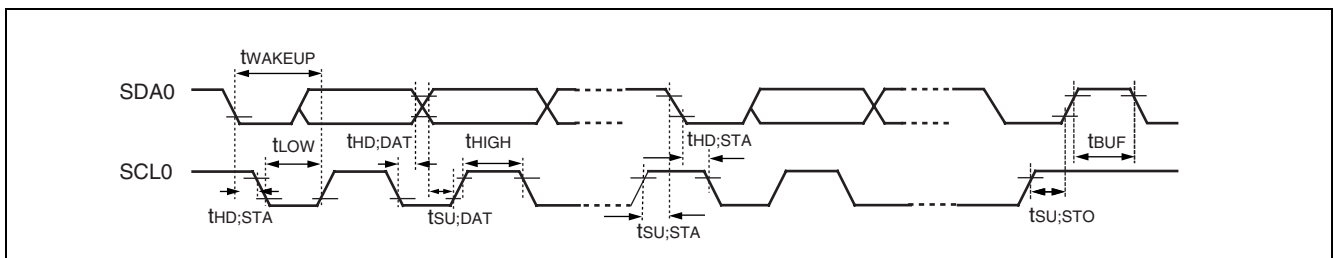 tWAKEUP
SDA0
tHD;DAT
tHIGH
tHD;STA
tBUF
tLOW
SCL0
tHD;STA
tSU;DAT
tSU;STA
tSU;STO